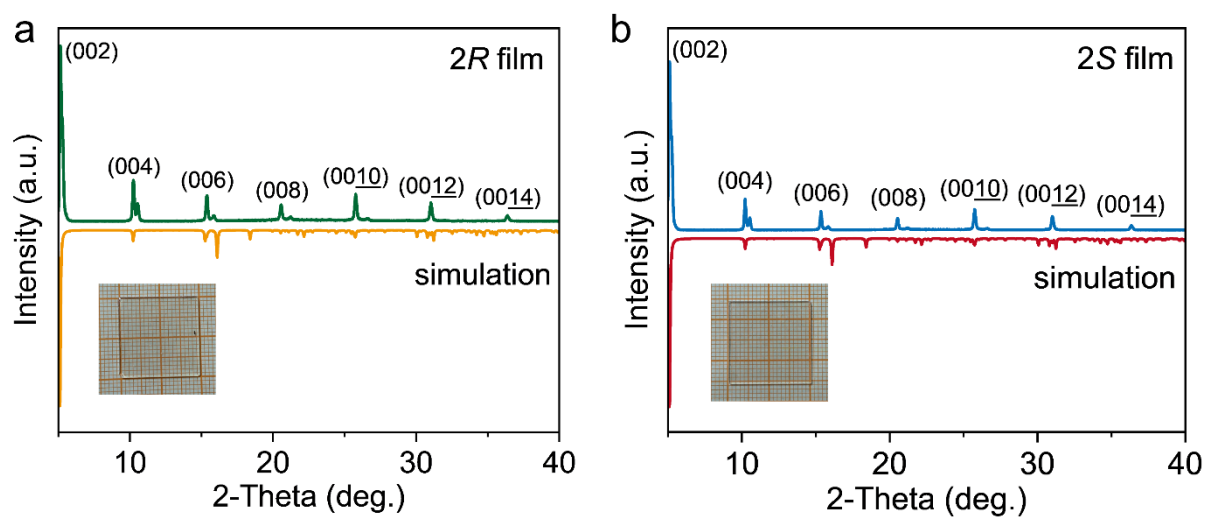 a
(002)
2R film
(004)
(006)
(008)
(0010)
(0012)
(0014)
simulation
Intensity (a.u.)
10
20
30
40
2-Theta (deg.)
b
(002)
2S film
(004)
(006)
(008)
(0010)
(0012)
(0014)
simulation
Intensity (a.u.)
10
20
30
40
2-Theta (deg.)